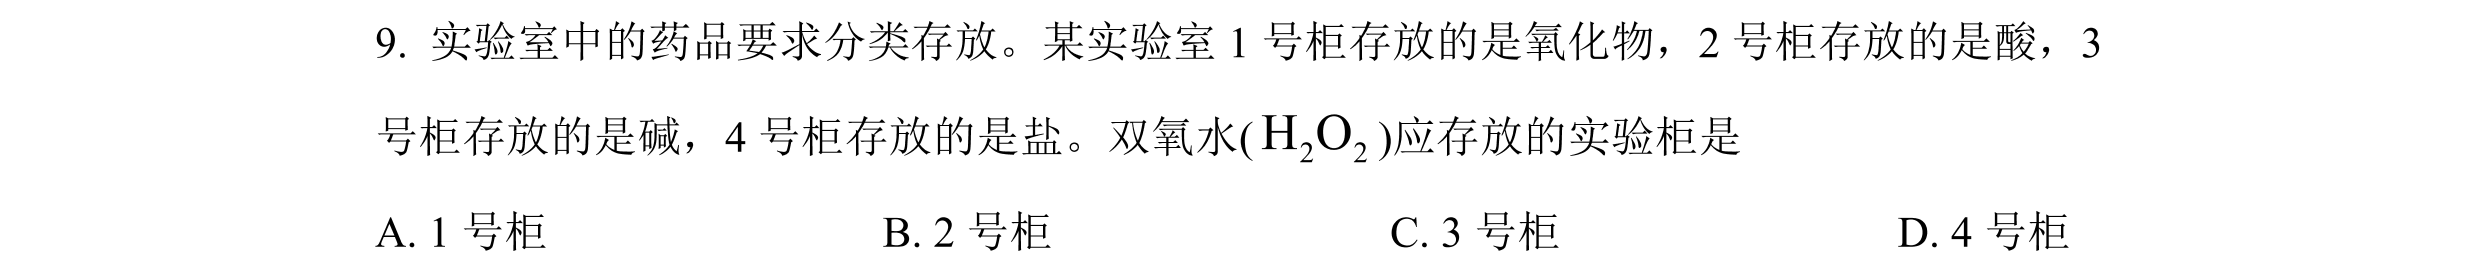 9. 实验室中的药品要求分类存放。某实验室 1 号柜存放的是氧化物，2 号柜存放的是酸，3
号柜存放的是碱，4 号柜存放的是盐。双氧水(H₂O₂)应存放的实验柜是
A. 1 号柜 B. 2 号柜 C. 3 号柜 D. 4 号柜